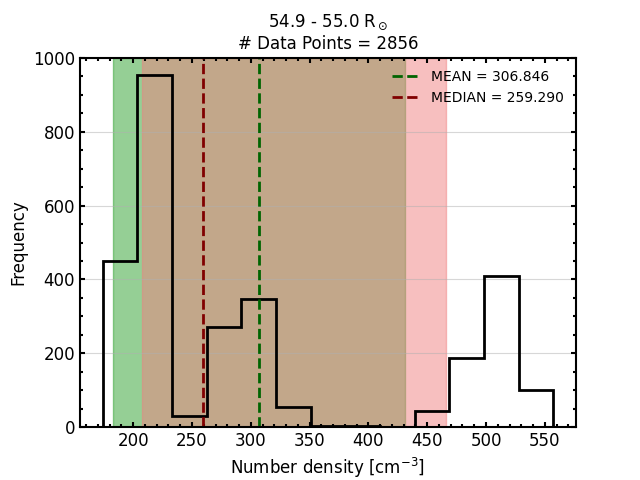 54.9 - 55.0 R⊙
# Data Points = 2856
1000
800
600
400
200
0
Frequency
MEAN = 306.846
MEDIAN = 259.290
200 250 300 350 400 450 500 550
Number density [cm⁻³]